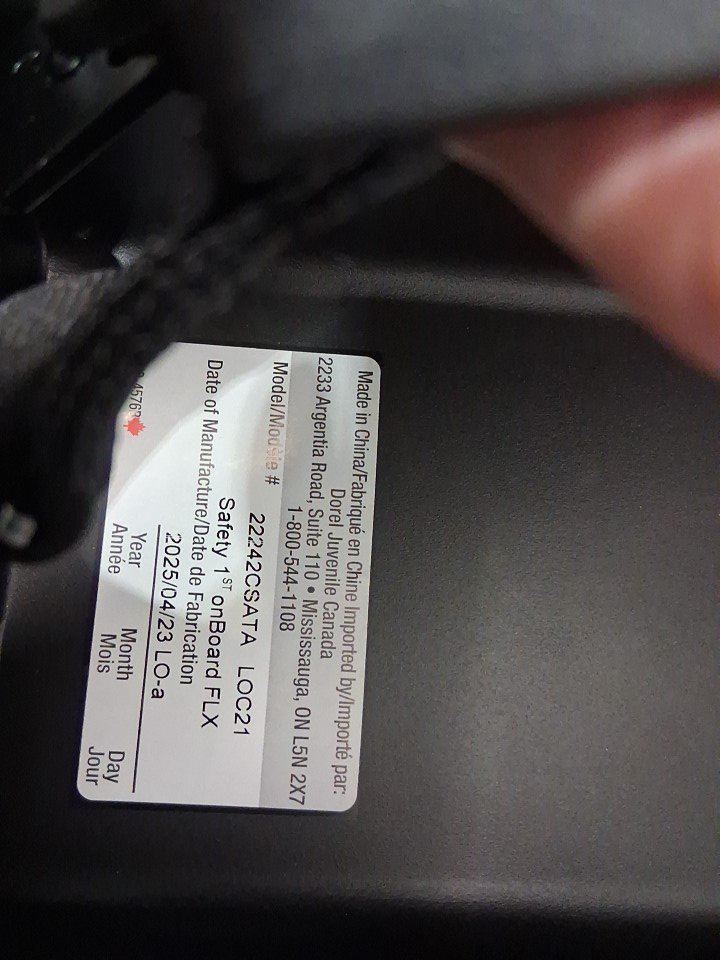 Made in China/Fabriqué en Chine Imported by/Importé par:
Dorel Juvenile Canada
2233 Argentia Road, Suite 110 • Mississauga, ON L5N 2X7
1-800-544-1108
Model/Modèle # 22242CSATA LOC21
Safety 1ST onBoard FLX
Date of Manufacture/Date de Fabrication
2025/04/23 LO-a
Year Month Day
Année Mois Jour